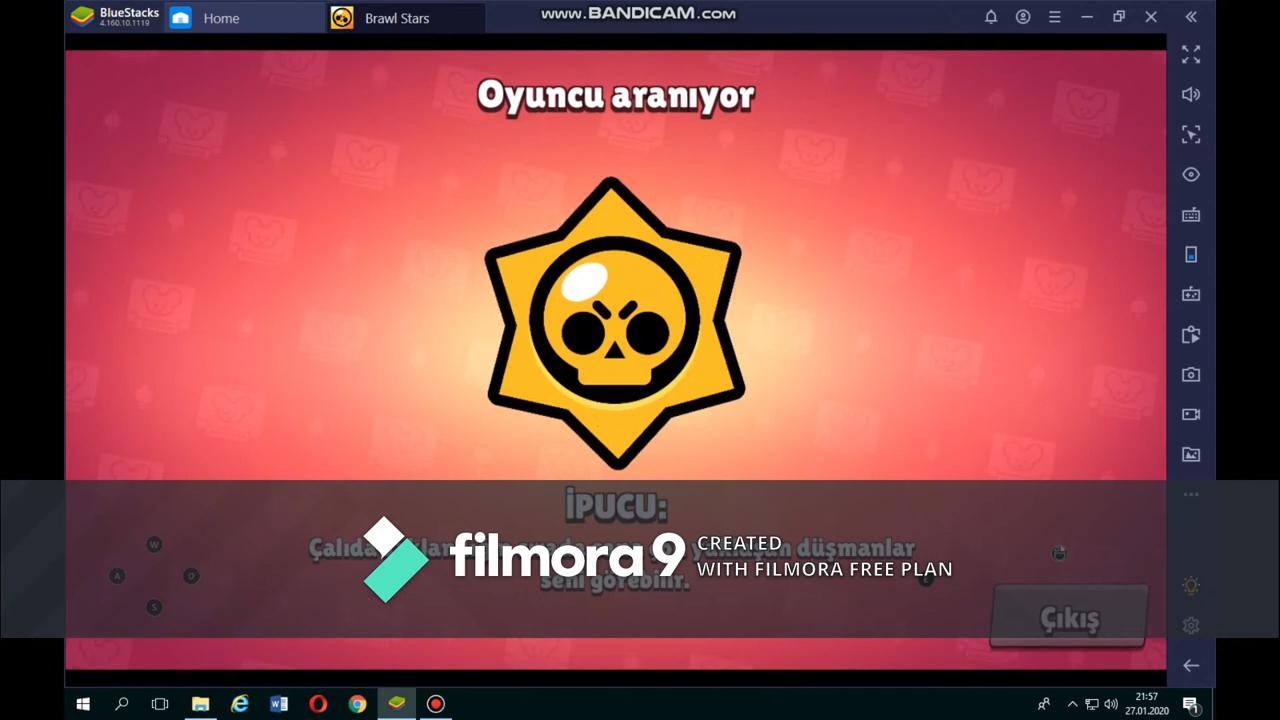 BlueStacks
4.160.10.1119
Home
Brawl Stars
www.BANDICAM.com
Oyuncu aranıyor
İPUCU:
düşmanlar
seni görebilir.
filmora 9
CREATED
WITH FILMORA FREE PLAN
W
A
D
S
Çıkış
21:57
27.01.2020
1